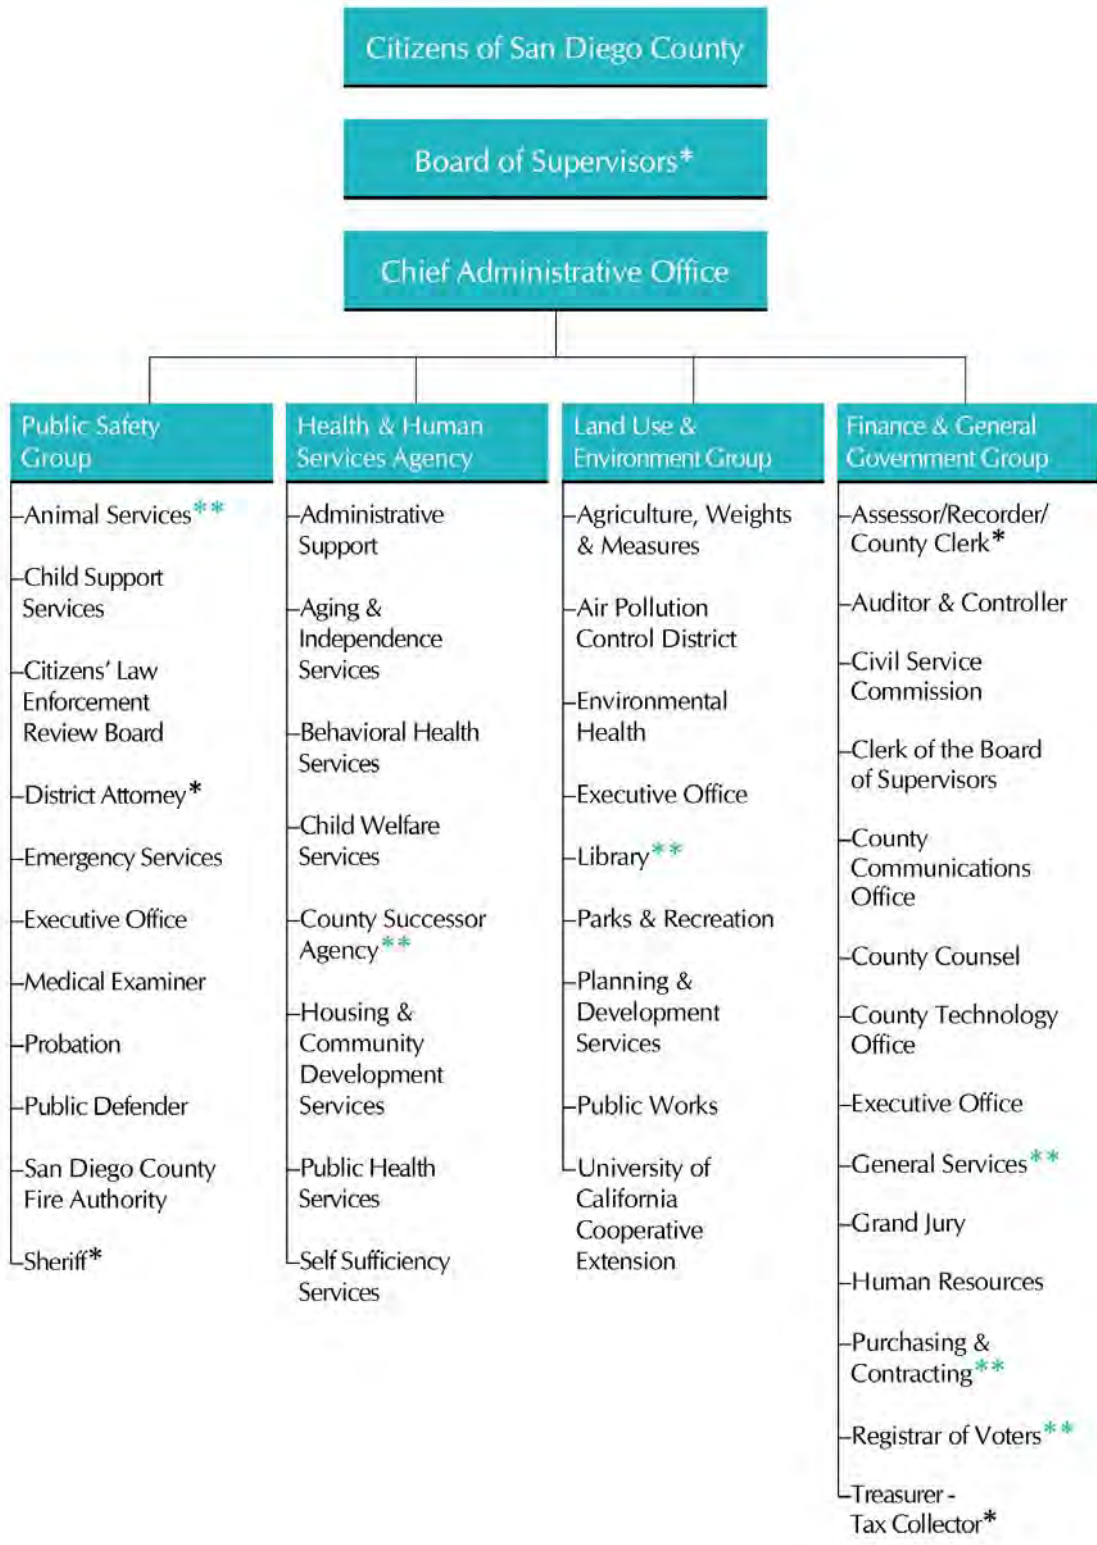 Citizens of San Diego County
Board of Supervisors*
Chief Administrative Office
Public Safety
Group
Animal Services**
Child Support
Services
Citizens' Law
Enforcement
Review Board
District Attorney*
Emergency Services
Executive Office
Medical Examiner
Probation
Public Defender
San Diego County
Fire Authority
Sheriff*
Health & Human
Services Agency
Administrative
Support
Aging &
Independence
Services
Behavioral Health
Services
Child Welfare
Services
County Successor
Agency**
Housing &
Community
Development
Services
Public Health
Services
Self Sufficiency
Services
Land Use &
Environment Group
Agriculture, Weights
& Measures
Air Pollution
Control District
Environmental
Health
Executive Office
Library**
Parks & Recreation
Planning &
Development
Services
Public Works
University of
California
Cooperative
Extension
Finance & General
Government Group
Assessor/Recorder/
County Clerk*
Auditor & Controller
Civil Service
Commission
Clerk of the Board
of Supervisors
County
Communications
Office
County Counsel
County Technology
Office
Executive Office
General Services**
Grand Jury
Human Resources
Purchasing &
Contracting**
Registrar of Voters**
Treasurer -
Tax Collector*